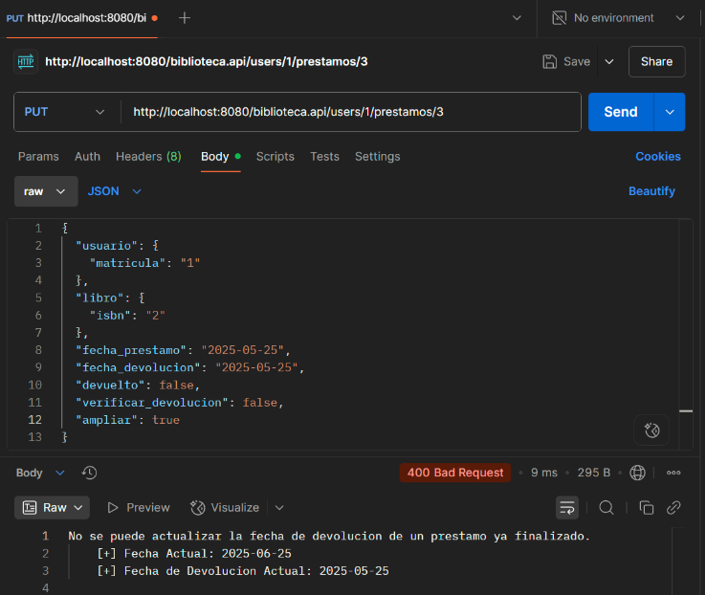 PUT http://localhost:8080/bi
No environment
HTTP http://localhost:8080/biblioteca.api/users/1/prestamos/3
Save
Share
PUT
http://localhost:8080/biblioteca.api/users/1/prestamos/3
Send
Params Auth Headers (8) Body Scripts Tests Settings
Cookies
raw
JSON
Beautify
1 {
2 "usuario": {
3 "matricula": "1"
4 },
5 "libro": {
6 "isbn": "2"
7 },
8 "fecha_prestamo": "2025-05-25",
9 "fecha_devolucion": "2025-05-25",
10 "devuelto": false,
11 "verificar_devolucion": false,
12 "ampliar": true
13 }
Body
400 Bad Request • 9 ms • 295 B
Raw
Preview
Visualize
1 No se puede actualizar la fecha de devolucion de un prestamo ya finalizado.
2 [+] Fecha Actual: 2025-06-25
3 [+] Fecha de Devolucion Actual: 2025-05-25
4